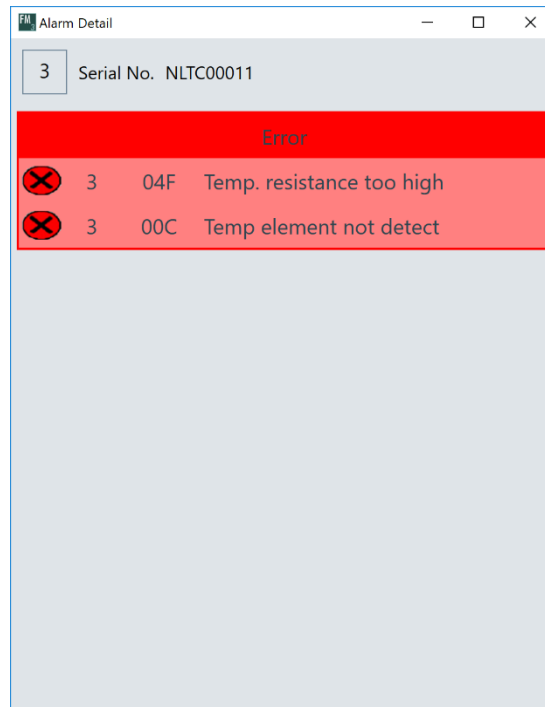 FM3 Alarm Detail
3 Serial No. NLTC00011
Error
3 04F Temp. resistance too high
3 00C Temp element not detect